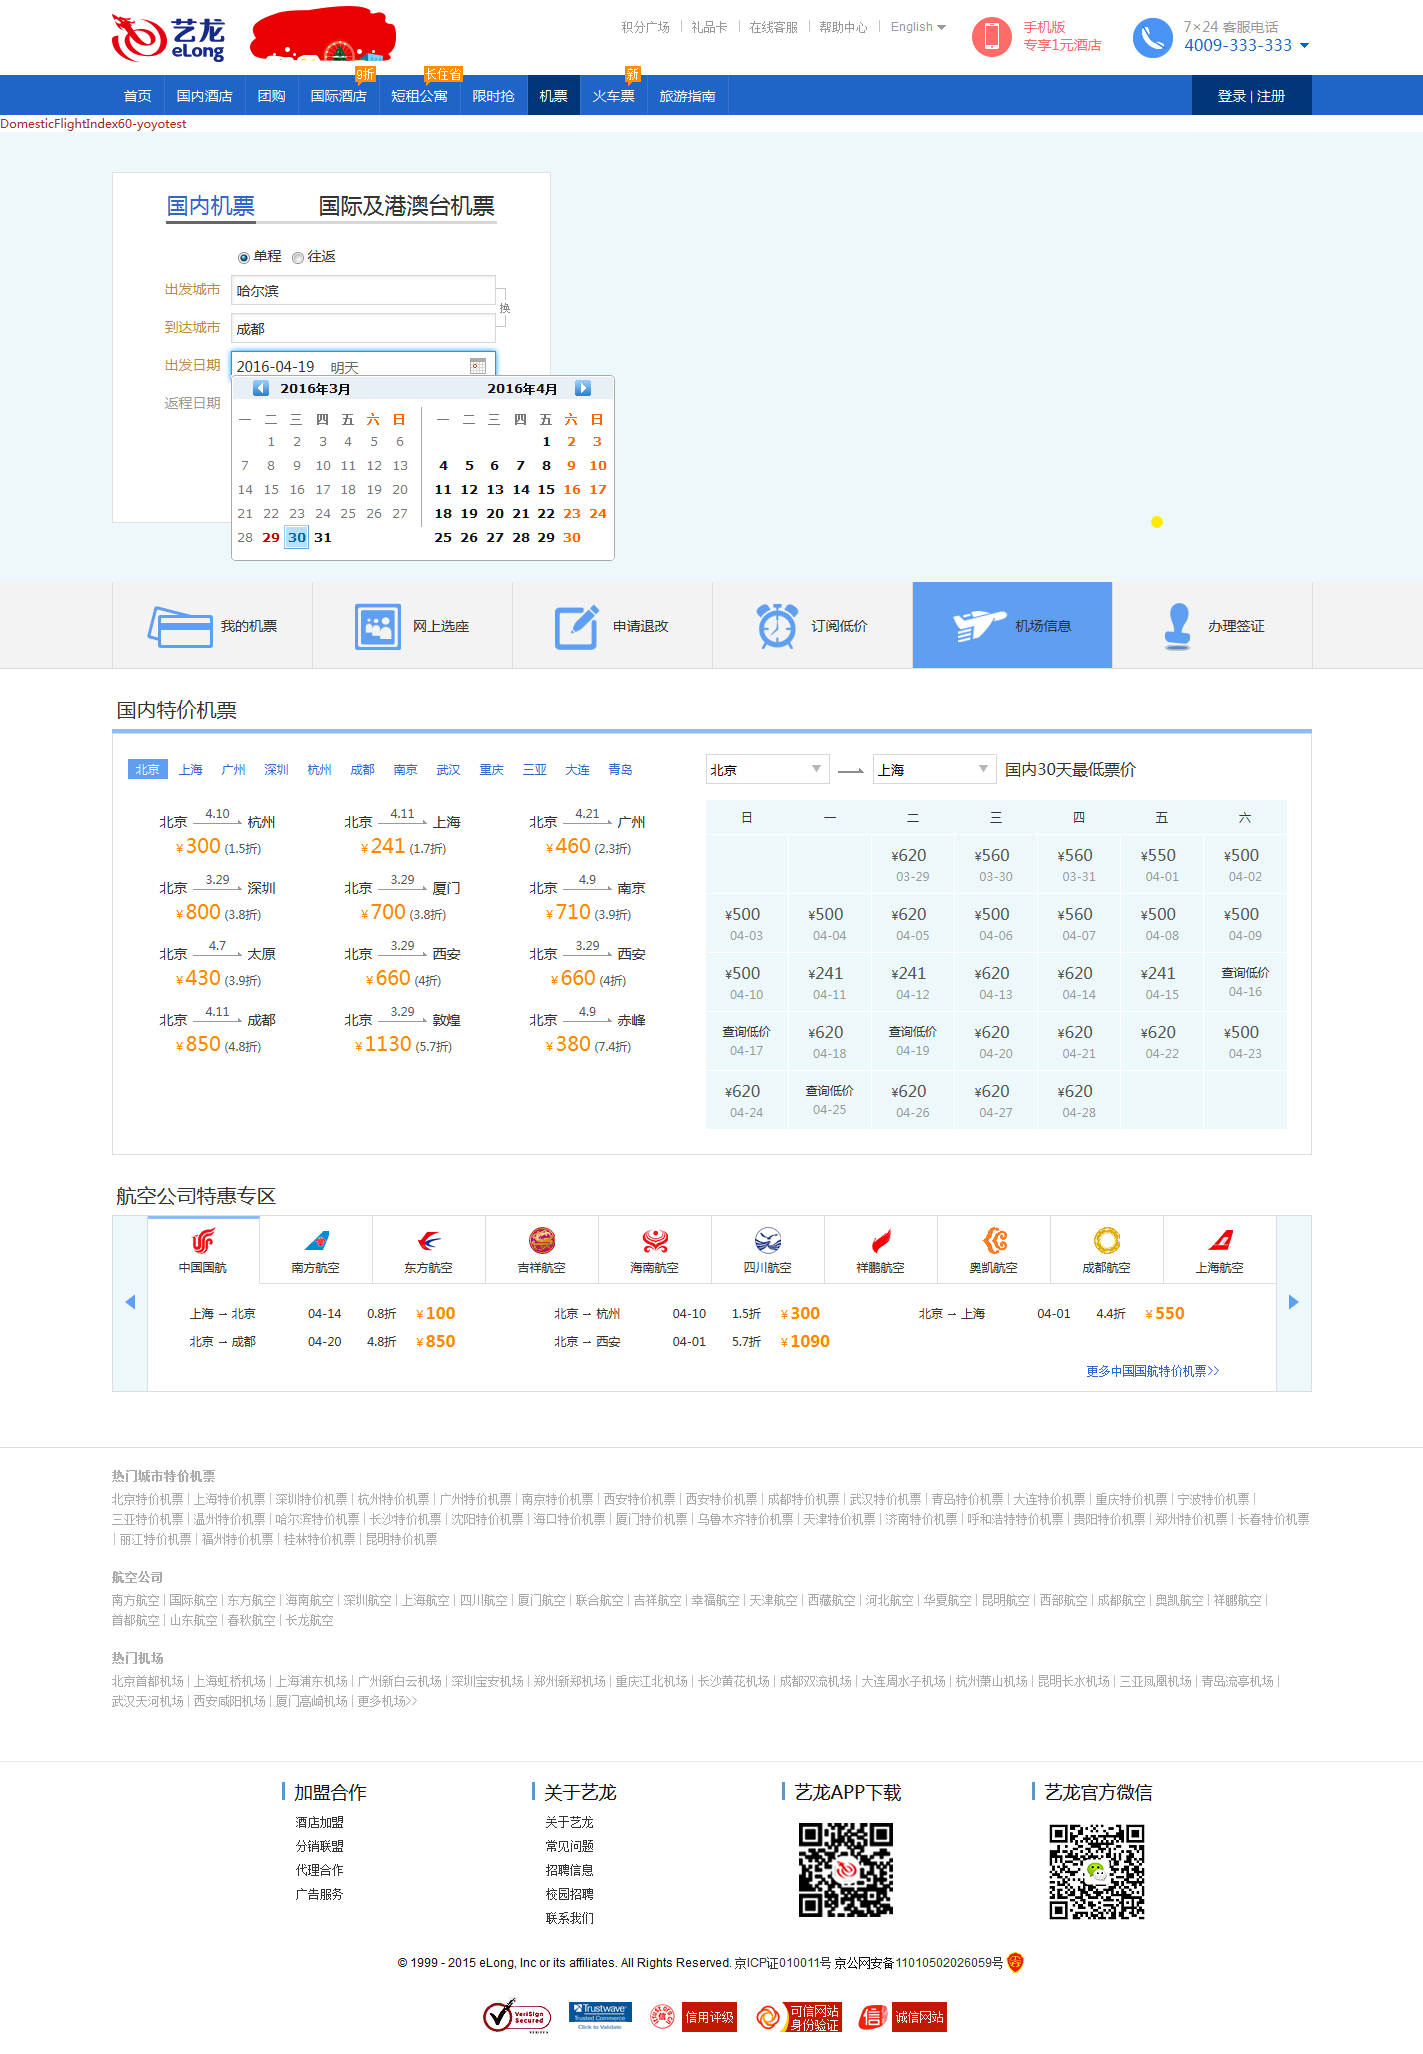 艺龙
eLong
积分广场 礼品卡 在线客服 帮助中心 English
手机版
专享1元酒店
7×24 客服电话
4009-333-333
9折 长住省 新
首页 国内酒店 团购 国际酒店 短租公寓 限时抢 机票 火车票 旅游指南 登录 | 注册
DomesticFlightIndex60-yoyotest
国内机票 国际及港澳台机票
单程 往返
出发城市 哈尔滨
换
到达城市 成都
出发日期 2016-04-19 明天
返程日期
2016年3月 2016年4月
一 二 三 四 五 六 日 一 二 三 四 五 六 日
1 2 3 4 5 6 1 2 3
7 8 9 10 11 12 13 4 5 6 7 8 9 10
14 15 16 17 18 19 20 11 12 13 14 15 16 17
21 22 23 24 25 26 27 18 19 20 21 22 23 24
28 29 30 31 25 26 27 28 29 30
我的机票 网上选座 申请退改 订阅低价 机场信息 办理签证
国内特价机票
北京 上海 广州 深圳 杭州 成都 南京 武汉 重庆 三亚 大连 青岛
北京 4.10 杭州 北京 4.11 上海 北京 4.21 广州
¥300 (1.5折) ¥241 (1.7折) ¥460 (2.3折)
北京 3.29 深圳 北京 3.29 厦门 北京 4.9 南京
¥800 (3.8折) ¥700 (3.8折) ¥710 (3.9折)
北京 4.7 太原 北京 3.29 西安 北京 3.29 西安
¥430 (3.9折) ¥660 (4折) ¥660 (4折)
北京 4.11 成都 北京 3.29 敦煌 北京 4.9 赤峰
¥850 (4.8折) ¥1130 (5.7折) ¥380 (7.4折)
北京 上海 国内30天最低票价
日 一 二 三 四 五 六
¥620 ¥560 ¥560 ¥550 ¥500
03-29 03-30 03-31 04-01 04-02
¥500 ¥500 ¥620 ¥500 ¥560 ¥500 ¥500
04-03 04-04 04-05 04-06 04-07 04-08 04-09
¥500 ¥241 ¥241 ¥620 ¥620 ¥241 查询低价
04-10 04-11 04-12 04-13 04-14 04-15 04-16
查询低价 ¥620 查询低价 ¥620 ¥620 ¥620 ¥500
04-17 04-18 04-19 04-20 04-21 04-22 04-23
¥620 查询低价 ¥620 ¥620 ¥620
04-24 04-25 04-26 04-27 04-28
航空公司特惠专区
中国国航 南方航空 东方航空 吉祥航空 海南航空 四川航空 祥鹏航空 奥凯航空 成都航空 上海航空
上海 – 北京 04-14 0.8折 ¥100 北京 – 杭州 04-10 1.5折 ¥300 北京 – 上海 04-01 4.4折 ¥550
北京 – 成都 04-20 4.8折 ¥850 北京 – 西安 04-01 5.7折 ¥1090
更多中国国航特价机票>>
热门城市特价机票
北京特价机票 | 上海特价机票 | 深圳特价机票 | 杭州特价机票 | 广州特价机票 | 南京特价机票 | 西安特价机票 | 西安特价机票 | 成都特价机票 | 武汉特价机票 | 青岛特价机票 | 大连特价机票 | 重庆特价机票 | 宁波特价机票 |
三亚特价机票 | 温州特价机票 | 哈尔滨特价机票 | 长沙特价机票 | 沈阳特价机票 | 海口特价机票 | 厦门特价机票 | 乌鲁木齐特价机票 | 天津特价机票 | 济南特价机票 | 呼和浩特特价机票 | 贵阳特价机票 | 郑州特价机票 | 长春特价机票
| 丽江特价机票 | 福州特价机票 | 桂林特价机票 | 昆明特价机票
航空公司
南方航空 | 国际航空 | 东方航空 | 海南航空 | 深圳航空 | 上海航空 | 四川航空 | 厦门航空 | 联合航空 | 吉祥航空 | 幸福航空 | 天津航空 | 西藏航空 | 河北航空 | 华夏航空 | 昆明航空 | 西部航空 | 成都航空 | 奥凯航空 | 祥鹏航空 |
首都航空 | 山东航空 | 春秋航空 | 长龙航空
热门机场
北京首都机场 | 上海虹桥机场 | 上海浦东机场 | 广州新白云机场 | 深圳宝安机场 | 郑州新郑机场 | 重庆江北机场 | 长沙黄花机场 | 成都双流机场 | 大连周水子机场 | 杭州萧山机场 | 昆明长水机场 | 三亚凤凰机场 | 青岛流亭机场 |
武汉天河机场 | 西安咸阳机场 | 厦门高崎机场 | 更多机场>>
加盟合作 关于艺龙 艺龙APP下载 艺龙官方微信
酒店加盟 关于艺龙
分销联盟 常见问题
代理合作 招聘信息
广告服务 校园招聘
联系我们
© 1999 - 2015 eLong, Inc or its affiliates. All Rights Reserved. 京ICP证010011号 京公网安备11010502026059号
VeriSign Secured
Trustwave Trusted Commerce Click to Validate
信用评级
可信网站
身份验证
诚信网站